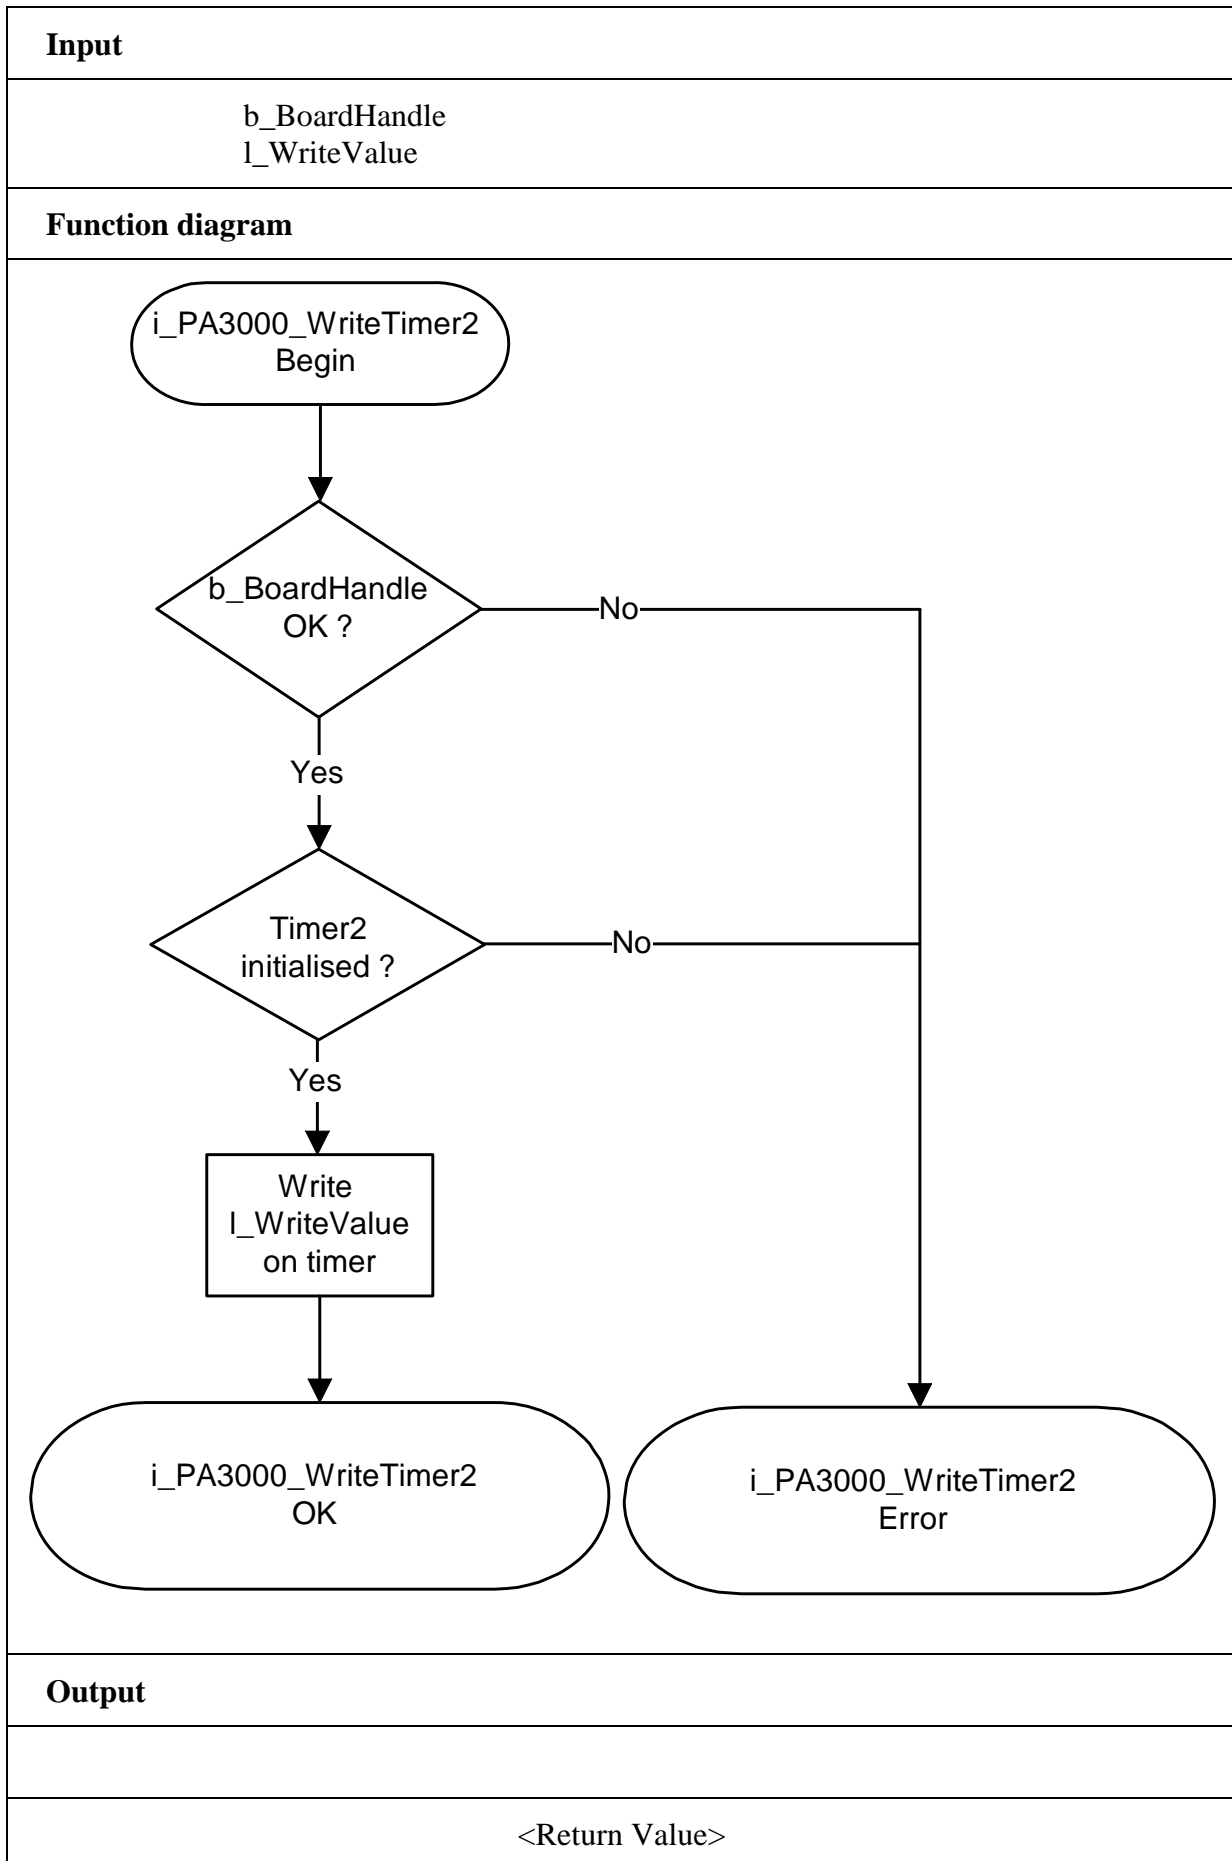 Input
b_BoardHandle
l_WriteValue
Function diagram
i_PA3000_WriteTimer2
Begin
b_BoardHandle
OK ?
No
Yes
Timer2
initialised ?
No
Yes
Write
l_WriteValue
on timer
i_PA3000_WriteTimer2
OK
i_PA3000_WriteTimer2
Error
Output
<Return Value>